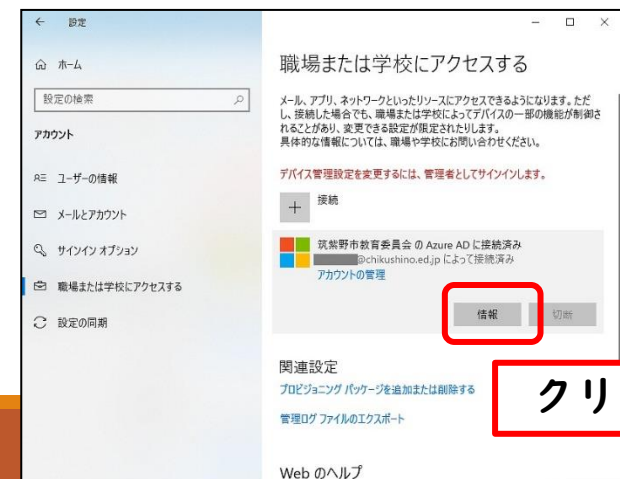 設定
ホーム
設定の検索
アカウント
ユーザーの情報
メールとアカウント
サインイン オプション
職場または学校にアクセスする
設定の同期
職場または学校にアクセスする
メール、アプリ、ネットワークといったリソースにアクセスできるようになります。ただ
し、接続した場合でも、職場または学校によってデバイスの一部の機能が制御さ
れることがあり、変更できる設定が限定されたりします。
具体的な情報については、職場や学校にお問い合わせください。
デバイス管理設定を変更するには、管理者としてサインインします。
接続
筑紫野市教育委員会 の Azure AD に接続済み
@chikushino.ed.jp によって接続済み
アカウントの管理
情報
切断
関連設定
プロビジョニング パッケージを追加または削除する
クリ
管理ログ ファイルのエクスポート
Web のヘルプ